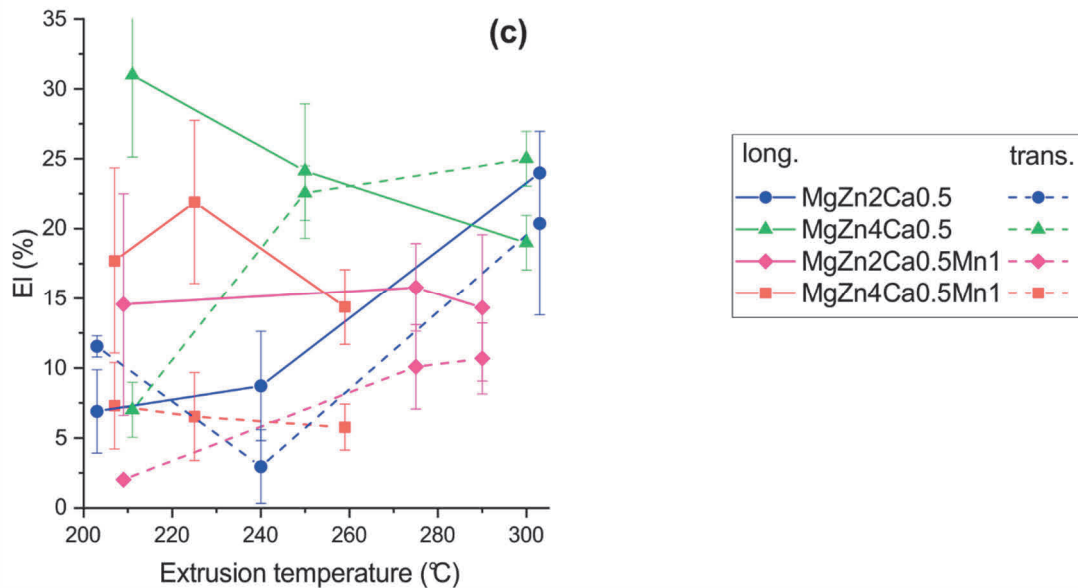 (c)
35
30
25
20
15
10
5
0
El (%)
200 220 240 260 280 300
Extrusion temperature (℃)
long. trans.
MgZn2Ca0.5
MgZn4Ca0.5
MgZn2Ca0.5Mn1
MgZn4Ca0.5Mn1